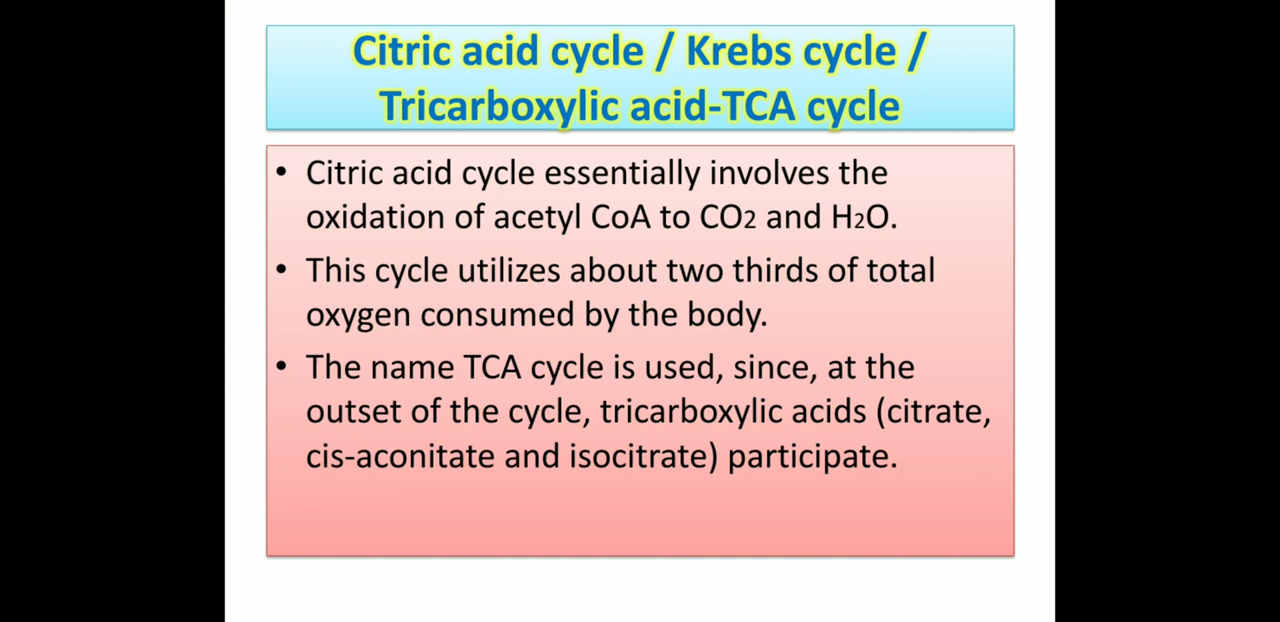 Citric acid cycle / Krebs cycle /
Tricarboxylic acid-TCA cycle
• Citric acid cycle essentially involves the
oxidation of acetyl CoA to CO2 and H2O.
• This cycle utilizes about two thirds of total
oxygen consumed by the body.
• The name TCA cycle is used, since, at the
outset of the cycle, tricarboxylic acids (citrate,
cis-aconitate and isocitrate) participate.